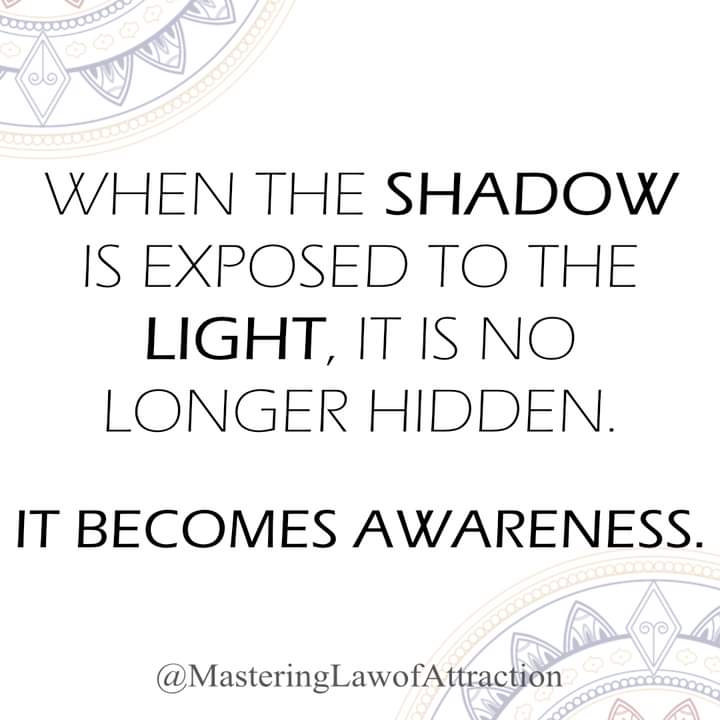 WHEN THE SHADOW
IS EXPOSED TO THE
LIGHT, IT IS NO
LONGER HIDDEN.
IT BECOMES AWARENESS.
@MasteringLawofAttraction